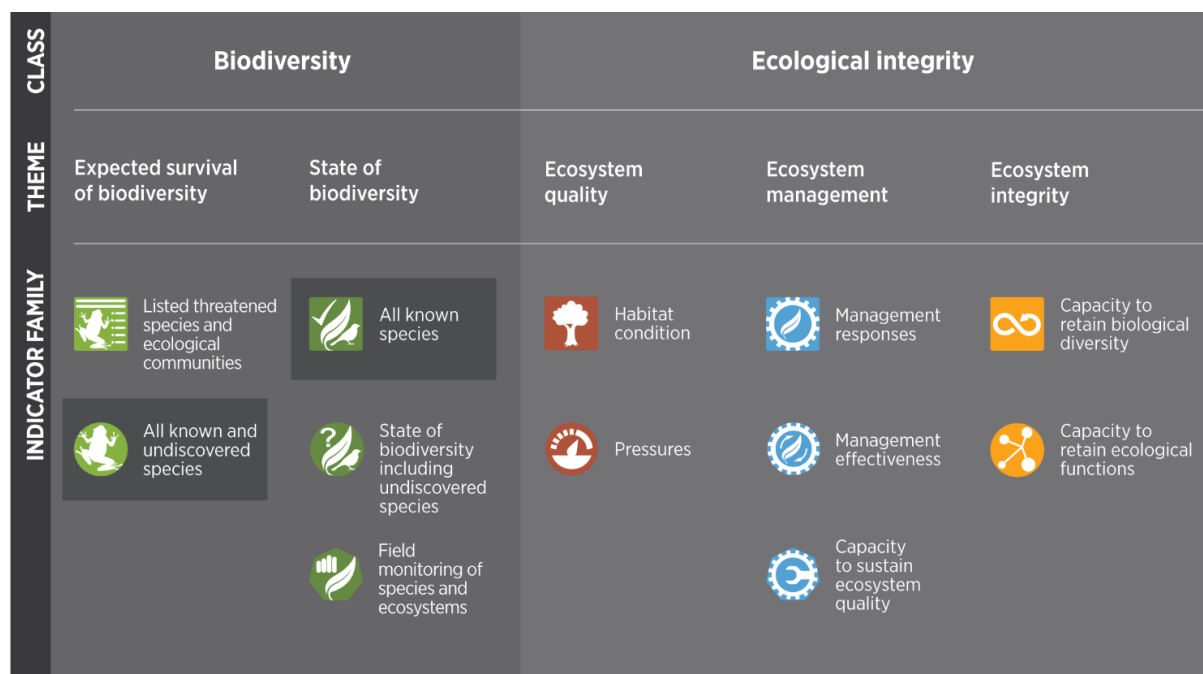 CLASS
Biodiversity
Ecological integrity
THEME
Expected survival
of biodiversity
State of
biodiversity
Ecosystem
quality
Ecosystem
management
Ecosystem
integrity
INDICATOR FAMILY
Listed threatened
species and
ecological
communities
All known
species
Habitat
condition
Management
responses
Capacity to
retain biological
diversity
All known and
undiscovered
species
?
State of
biodiversity
including
undiscovered
species
Pressures
Management
effectiveness
Capacity to
retain ecological
functions
Field
monitoring of
species and
ecosystems
Capacity
to sustain
ecosystem
quality